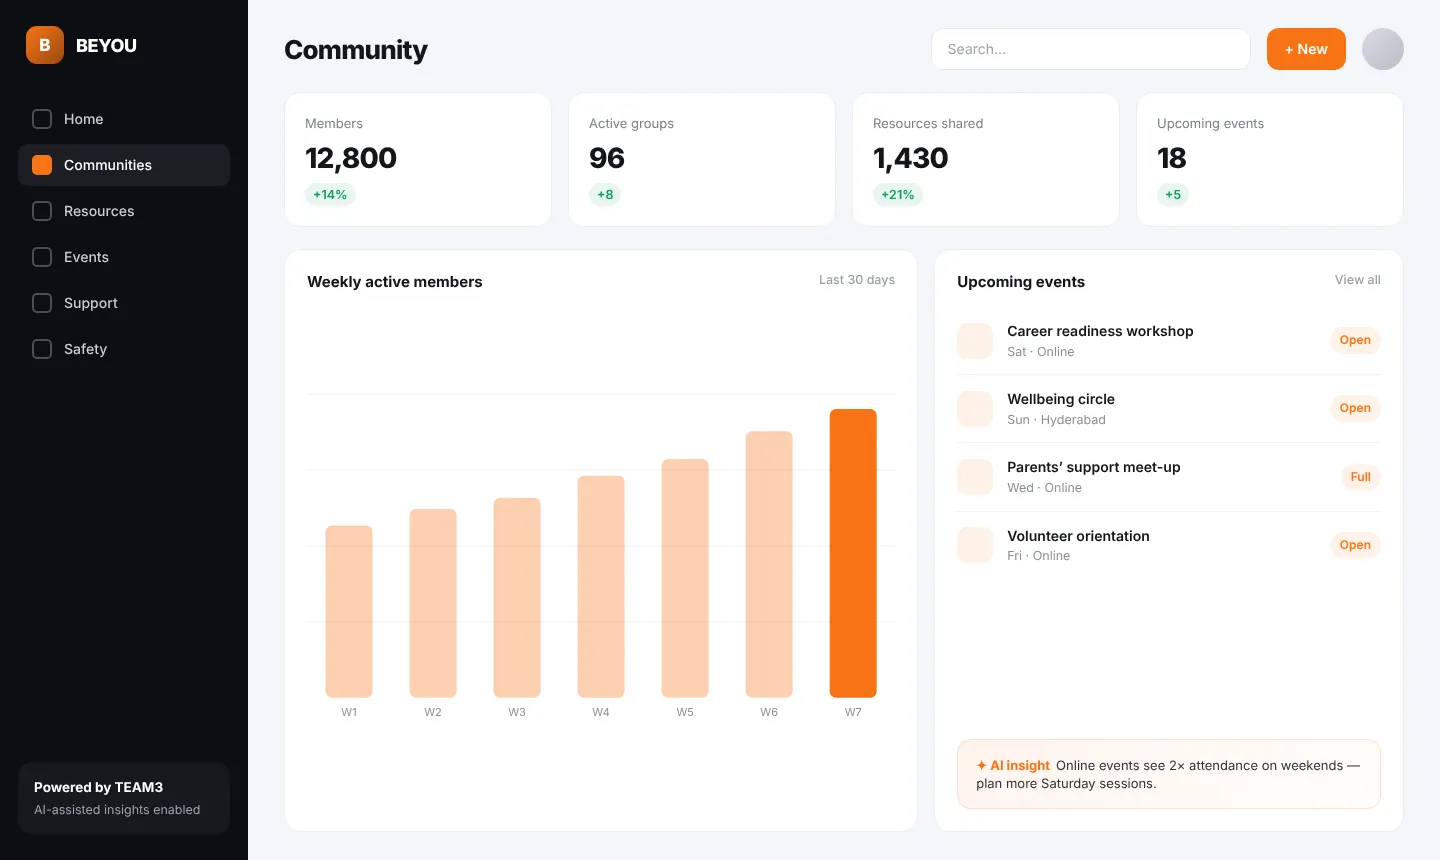 B BEYOU
Home
Communities
Resources
Events
Support
Safety
Powered by TEAM3
AI-assisted insights enabled
Community
Search...
+ New
Members
12,800
+14%
Active groups
96
+8
Resources shared
1,430
+21%
Upcoming events
18
+5
Weekly active members
Last 30 days
W1 W2 W3 W4 W5 W6 W7
Upcoming events
View all
Career readiness workshop
Sat · Online
Open
Wellbeing circle
Sun · Hyderabad
Open
Parents’ support meet-up
Wed · Online
Full
Volunteer orientation
Fri · Online
Open
✦ AI insight Online events see 2× attendance on weekends —
plan more Saturday sessions.